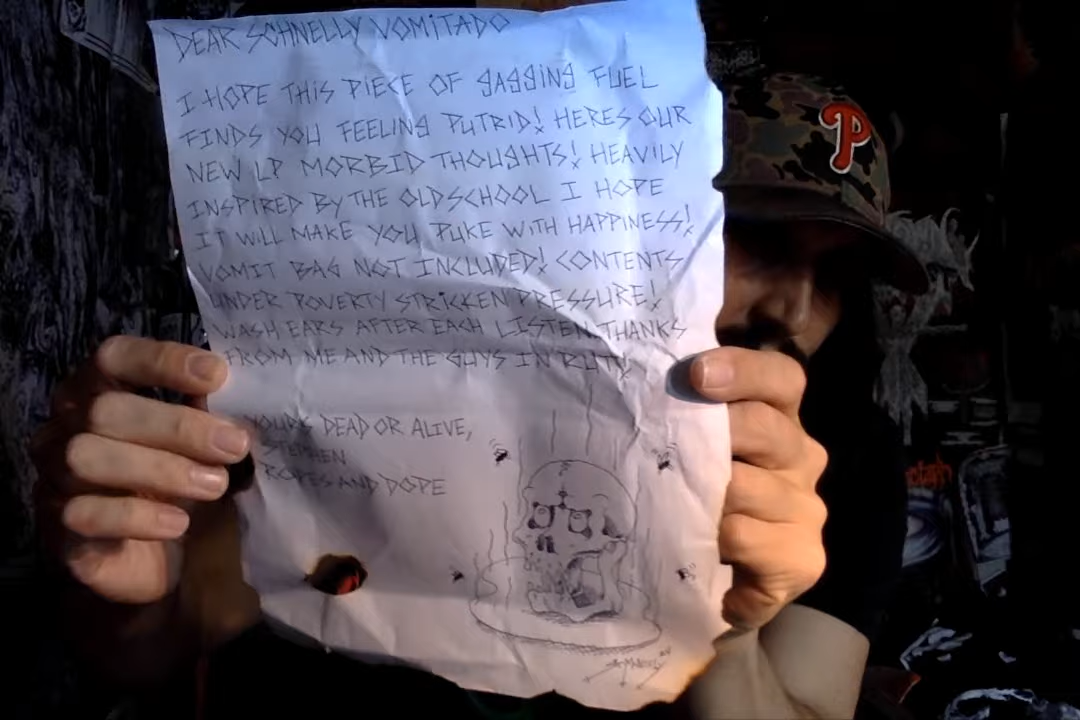 DEAR SCHNELLY VOMITADO
I HOPE THIS PIECE OF gAggINg FUEL
FINDS YOU FEELINg PUTRID! HERES OUR
NEW LP MORBID THOUgHTS! HEAVILY
INSPIRED BY THE OLDSCHOOL I HOPE
IT WILL MAKE YOU PUKE WITH HAPPINESS!
VOMIT BAG NOT INCLUDED! CONTENTS
UNDER POVERTY STRICKEN PRESSURE!
WASH EARS AFTER EACH LISTEN THANKS
FROM ME AND THE GUYS IN RUT!
YOURS DEAD OR ALIVE,
STEPHEN
ROPES AND DOPE
P